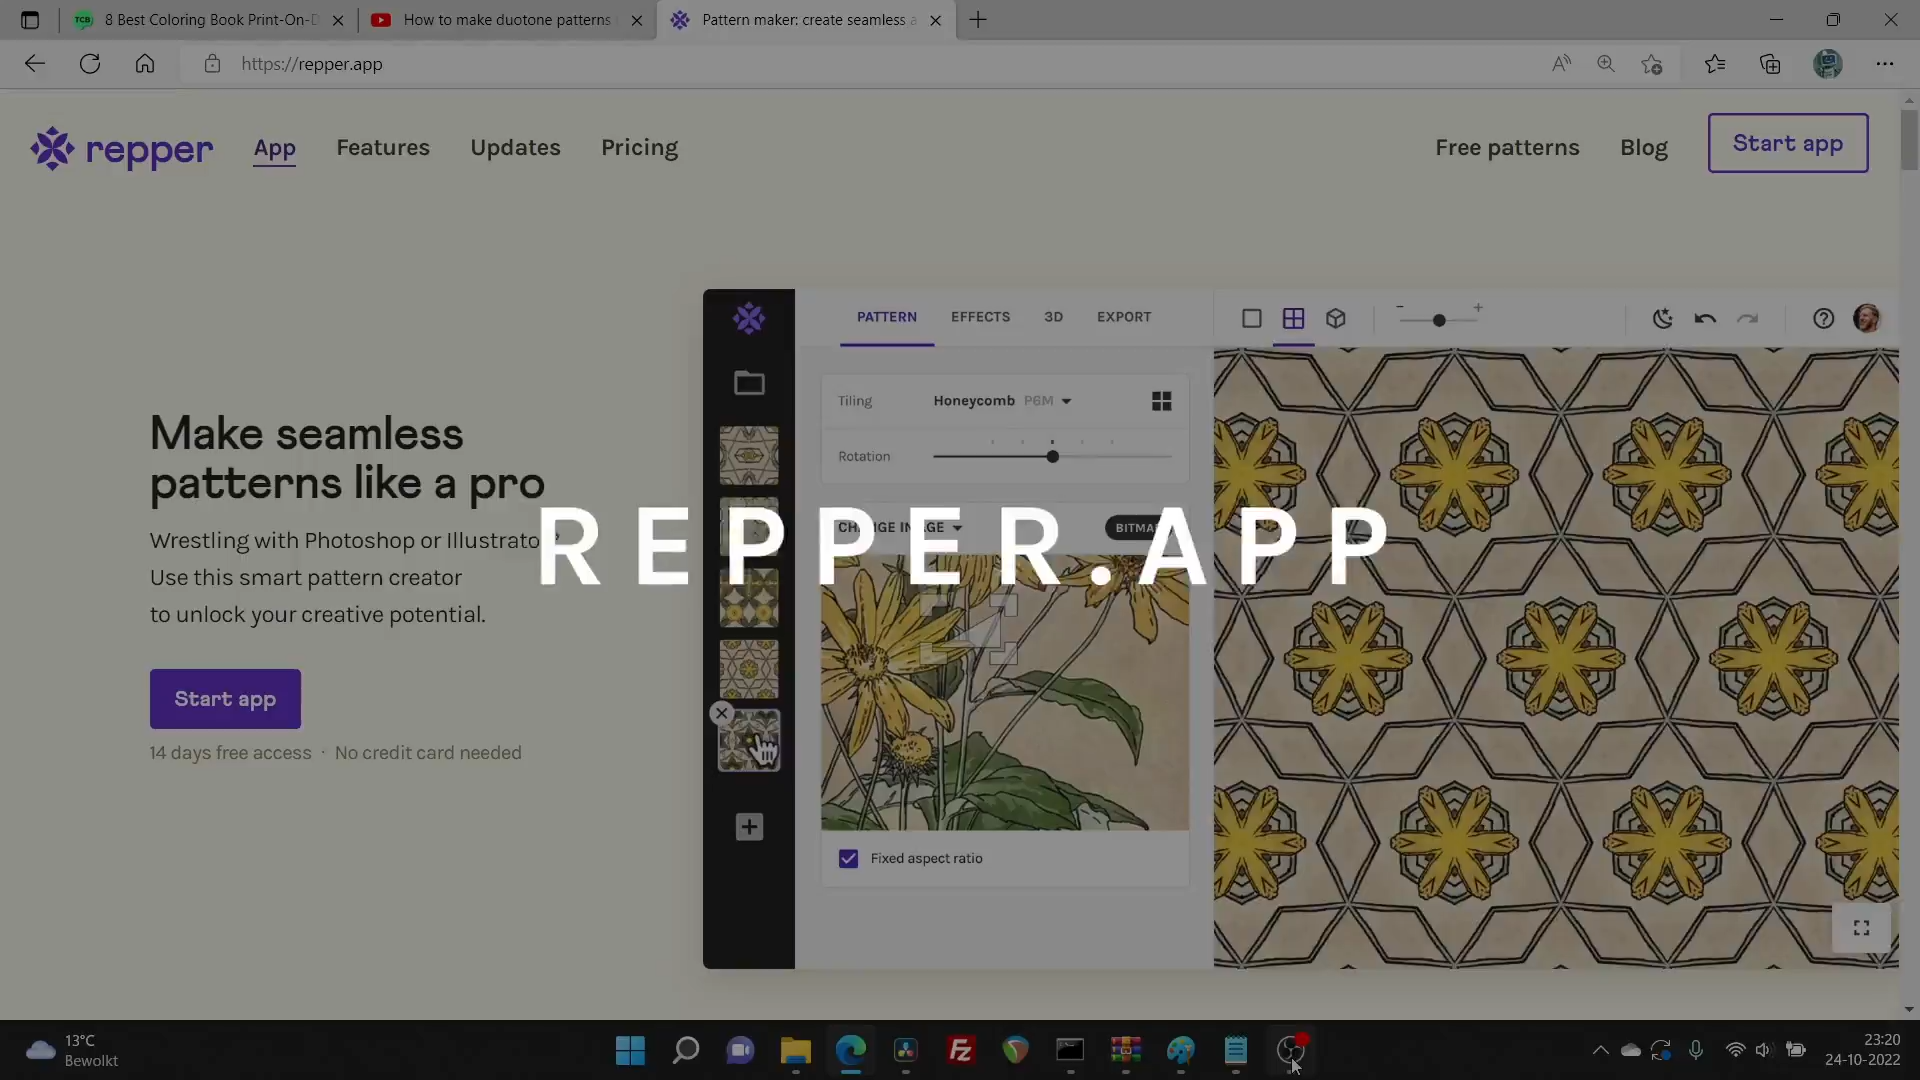 8 Best Coloring Book Print-On-D
How to make duotone patterns
Pattern maker: create seamless a
https://repper.app
repper
App
Features
Updates
Pricing
Free patterns
Blog
Start app
PATTERN
EFFECTS
3D
EXPORT
Tiling
Honeycomb P6M
Rotation
Make seamless
patterns like a pro
Wrestling with Photoshop or Illustrato
Use this smart pattern creator
to unlock your creative potential.
CHANGE IMAGE
BITMA
REPPER.APP
Start app
14 days free access · No credit card needed
Fixed aspect ratio
13°C
Bewolkt
23:20
24-10-2022